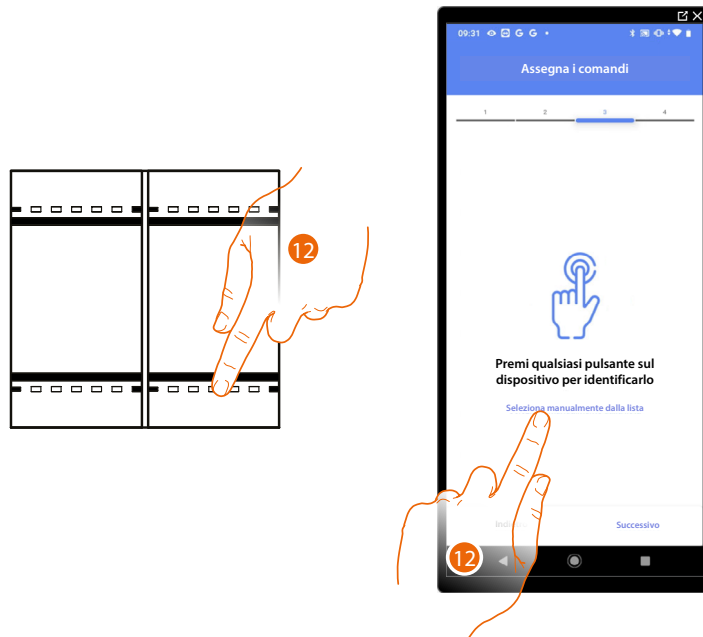 09:31 G G
Assegna i comandi
1 2 3 4
12
Premi qualsiasi pulsante sul
dispositivo per identificarlo
Seleziona manualmente dalla lista
Successivo
12